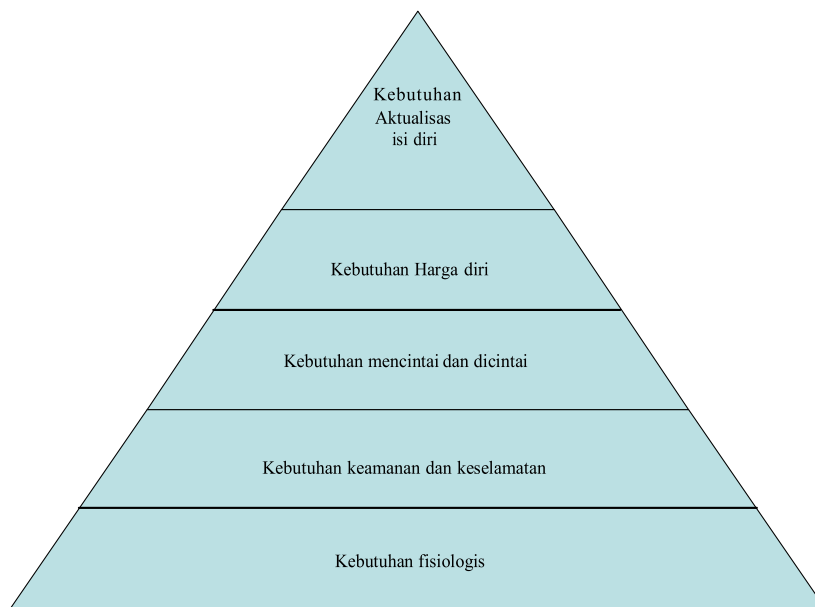 Kebutuhan
Aktualisas
isi diri
Kebutuhan Harga diri
Kebutuhan mencintai dan dicintai
Kebutuhan keamanan dan keselamatan
Kebutuhan fisiologis